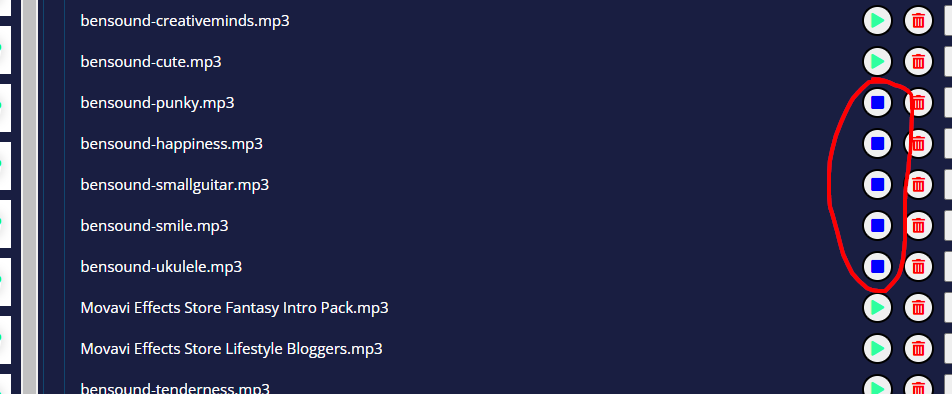 bensound-creativeminds.mp3
bensound-cute.mp3
bensound-punky.mp3
bensound-happiness.mp3
bensound-smallguitar.mp3
bensound-smile.mp3
bensound-ukulele.mp3
Movavi Effects Store Fantasy Intro Pack.mp3
Movavi Effects Store Lifestyle Bloggers.mp3
bensound-tenderness.mp3